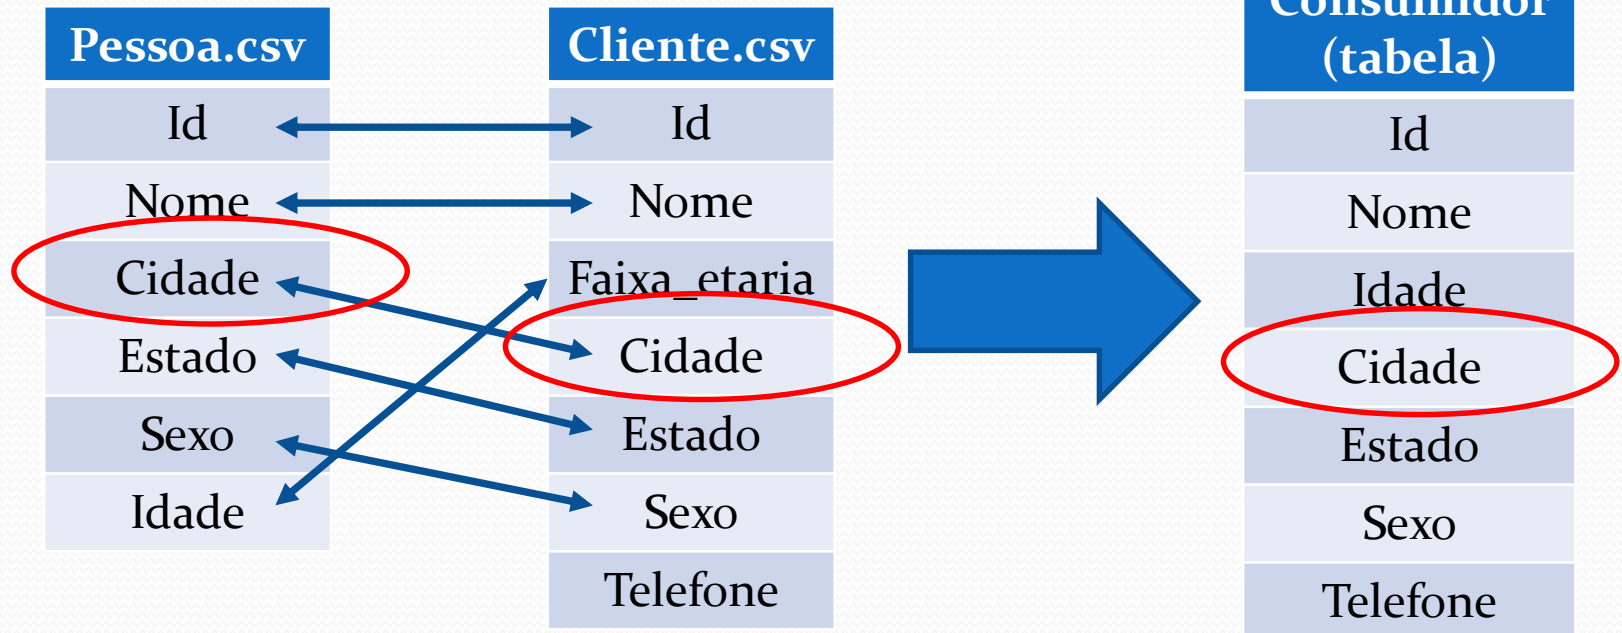 Pessoa.csv
Id
Nome
Cidade
Estado
Sexo
Idade
Cliente.csv
Id
Nome
Faixa_etaria
Cidade
Estado
Sexo
Telefone
Consumidor
(tabela)
Id
Nome
Idade
Cidade
Estado
Sexo
Telefone